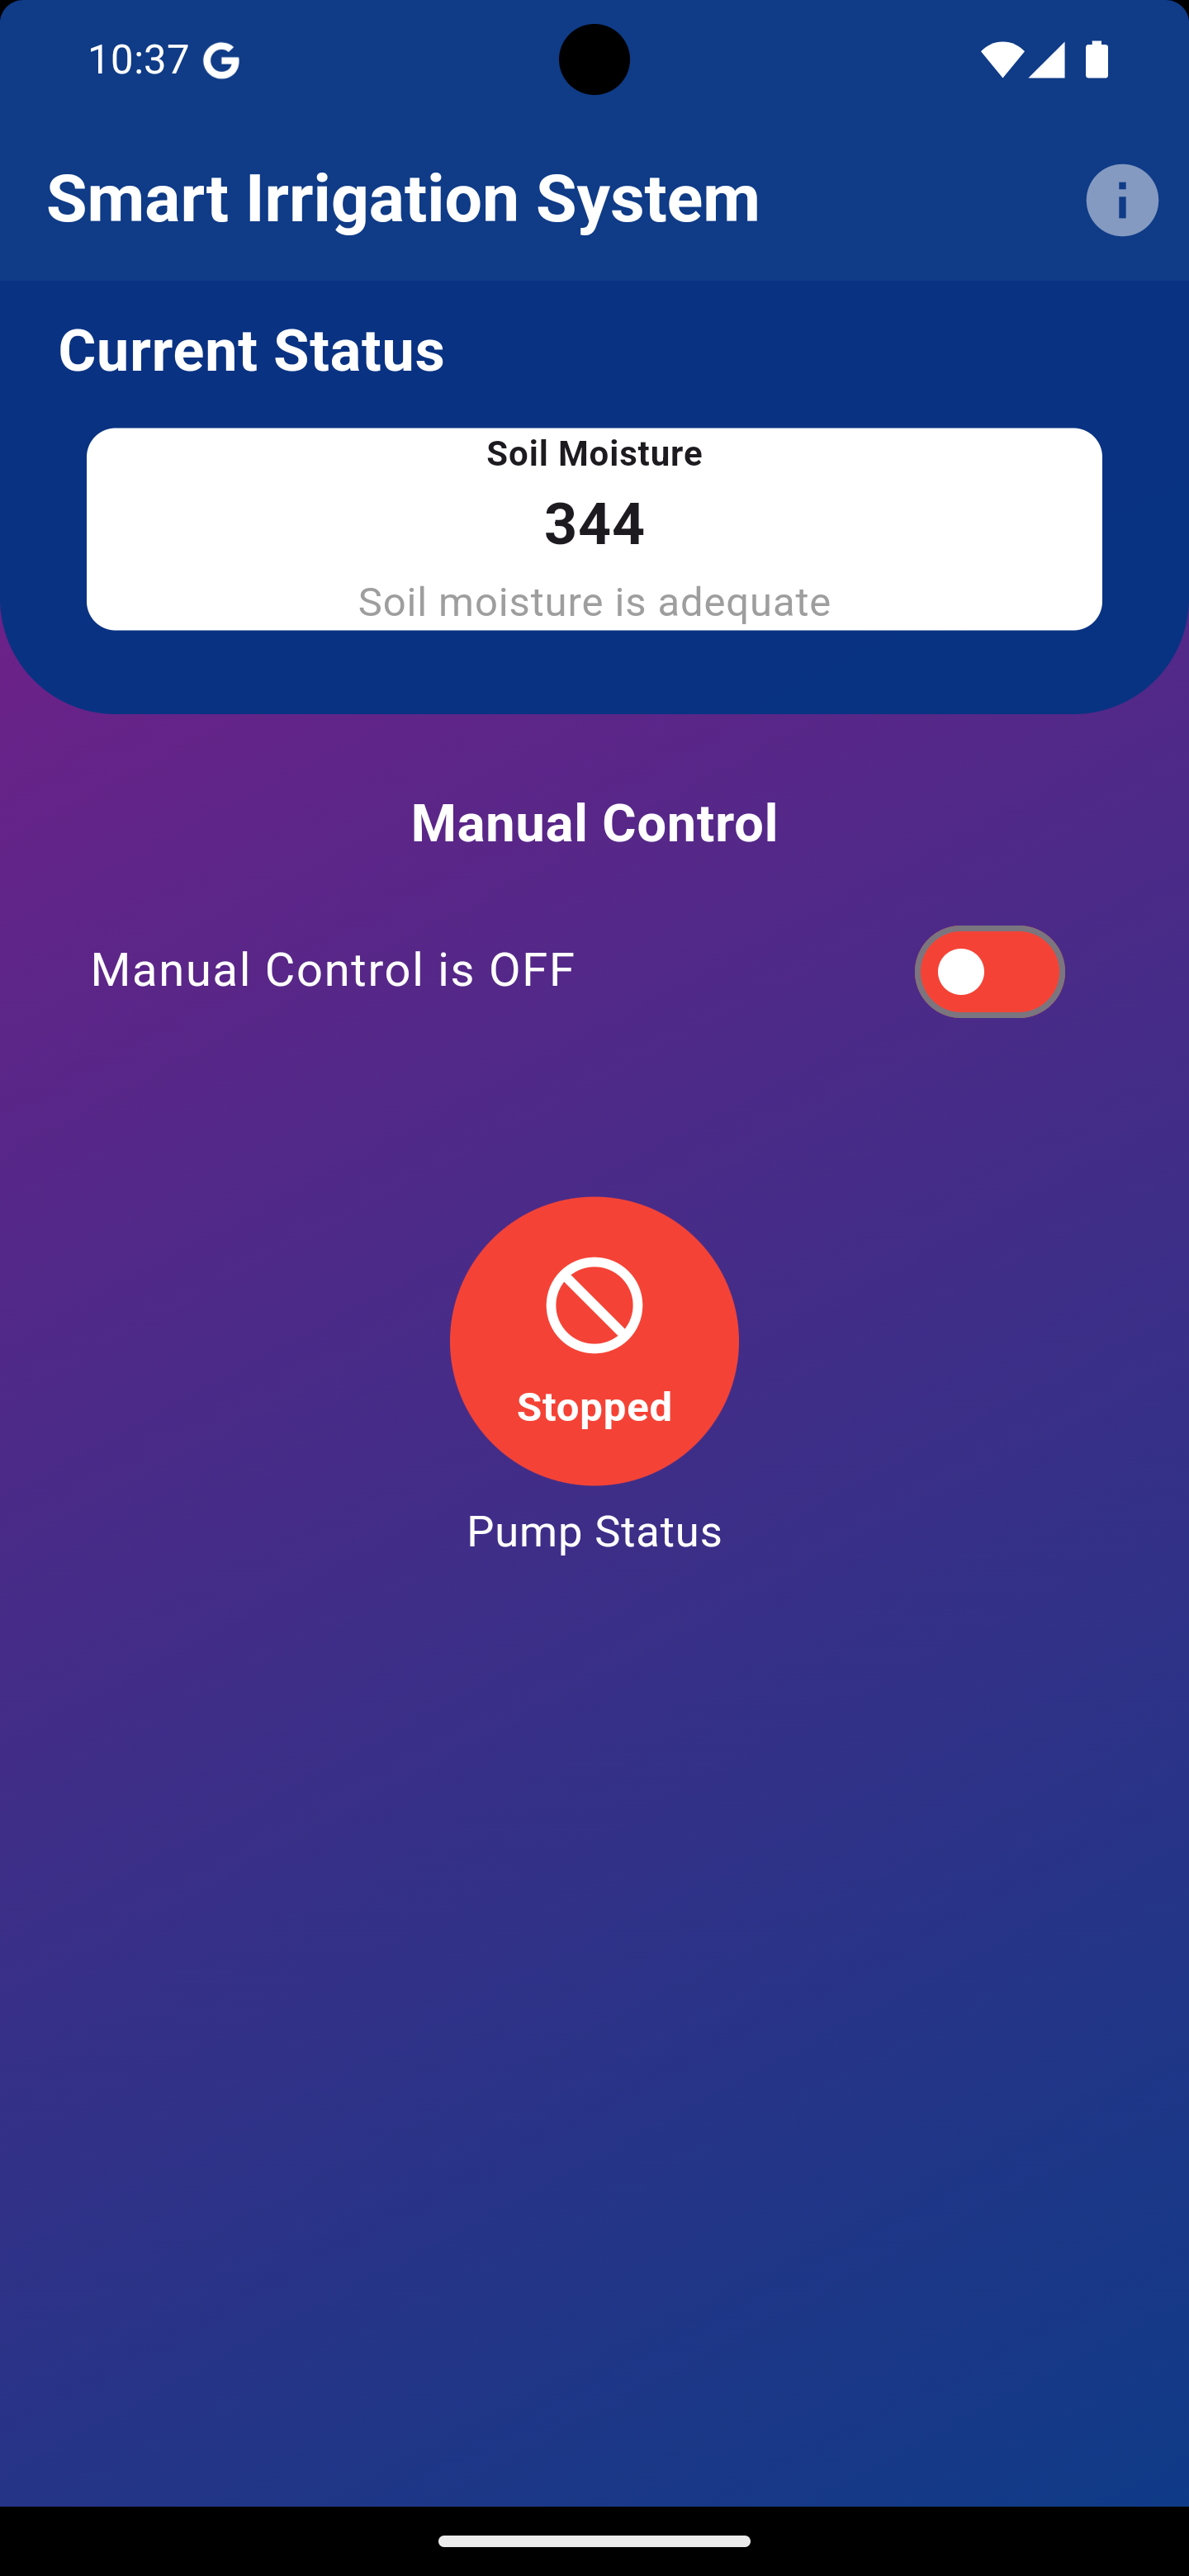 10:37
Smart Irrigation System
Current Status
Soil Moisture
344
Soil moisture is adequate
Manual Control
Manual Control is OFF
Stopped
Pump Status